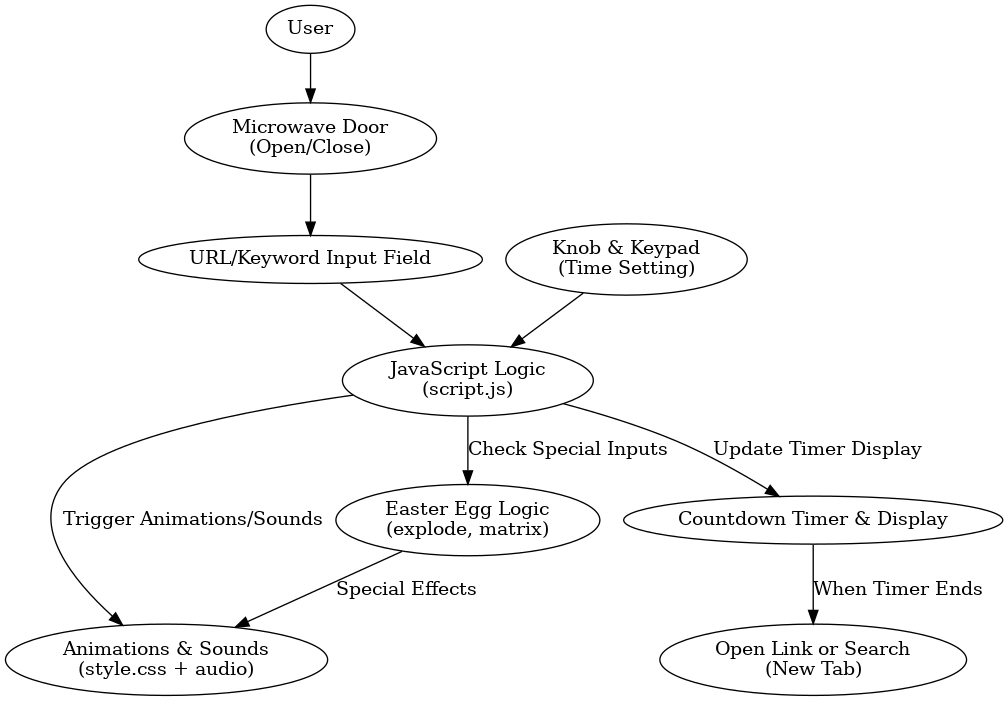 User
Microwave Door
(Open/Close)
URL/Keyword Input Field
Knob & Keypad
(Time Setting)
JavaScript Logic
(script.js)
Check Special Inputs
Update Timer Display
Trigger Animations/Sounds
Easter Egg Logic
(explode, matrix)
Countdown Timer & Display
Special Effects
When Timer Ends
Animations & Sounds
(style.css + audio)
Open Link or Search
(New Tab)